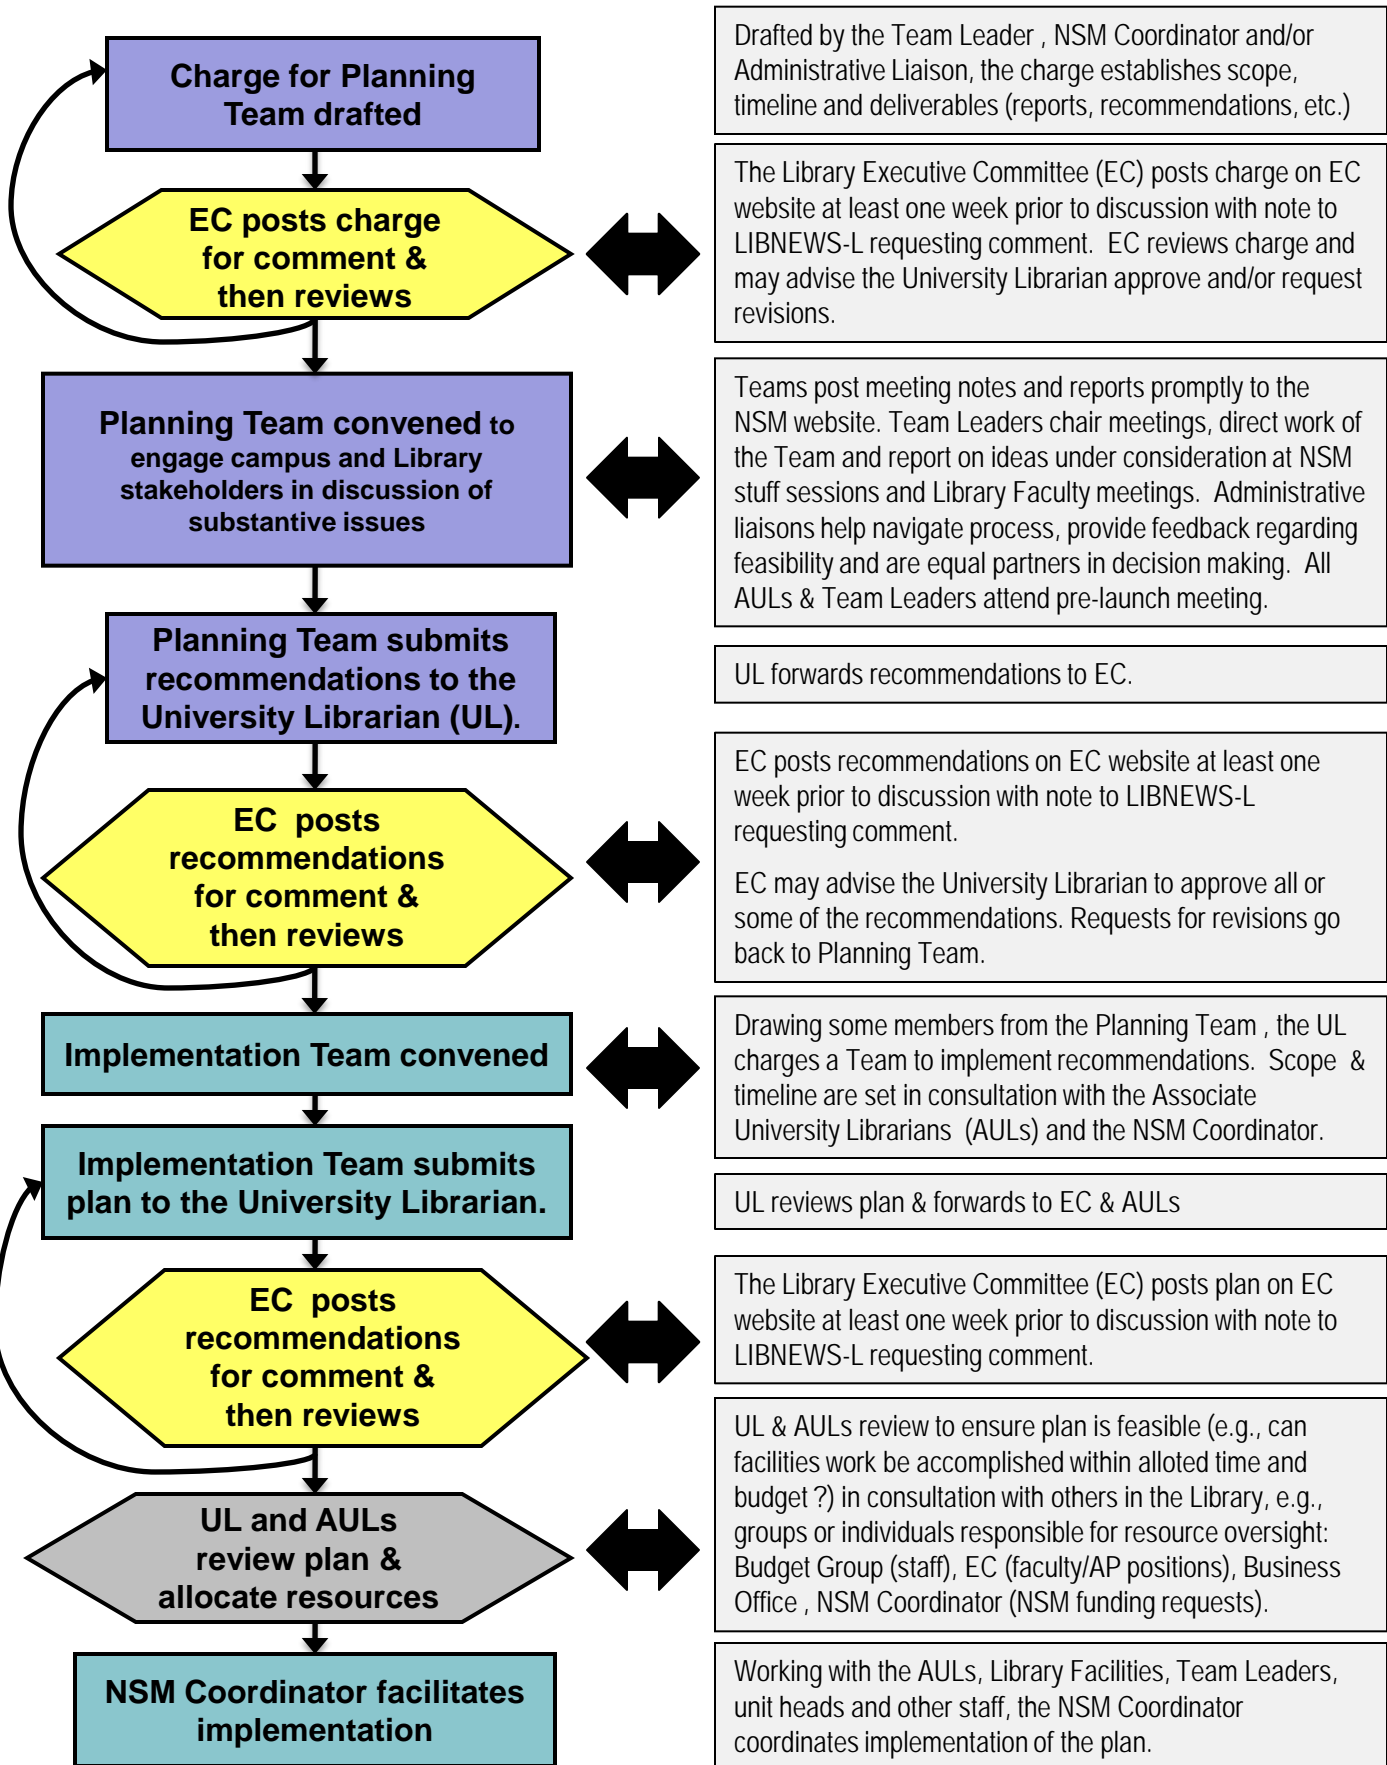 Charge for Planning
Team drafted
Drafted by the Team Leader , NSM Coordinator and/or
Administrative Liaison, the charge establishes scope,
timeline and deliverables (reports, recommendations, etc.)
EC posts charge
for comment &
then reviews
The Library Executive Committee (EC) posts charge on EC
website at least one week prior to discussion with note to
LIBNEWS-L requesting comment.  EC reviews charge and
may advise the University Librarian approve and/or request
revisions.
Planning Team convened to
engage campus and Library
stakeholders in discussion of
substantive issues
Teams post meeting notes and reports promptly to the
NSM website. Team Leaders chair meetings, direct work of
the Team and report on ideas under consideration at NSM
stuff sessions and Library Faculty meetings.  Administrative
liaisons help navigate process, provide feedback regarding
feasibility and are equal partners in decision making.  All
AULs & Team Leaders attend pre-launch meeting.
Planning Team submits
recommendations to the
University Librarian (UL).
UL forwards recommendations to EC.
EC  posts
recommendations
for comment &
then reviews
EC posts recommendations on EC website at least one
week prior to discussion with note to LIBNEWS-L
requesting comment.
EC may advise the University Librarian to approve all or
some of the recommendations. Requests for revisions go
back to Planning Team.
Implementation Team convened
Drawing some members from the Planning Team , the UL
charges a Team to implement recommendations.  Scope  &
timeline are set in consultation with the Associate
University Librarians  (AULs) and the NSM Coordinator.
Implementation Team submits
plan to the University Librarian.
UL reviews plan & forwards to EC & AULs
EC  posts
recommendations
for comment &
then reviews
The Library Executive Committee (EC) posts plan on EC
website at least one week prior to discussion with note to
LIBNEWS-L requesting comment.
UL and AULs
review plan &
allocate resources
UL & AULs review to ensure plan is feasible (e.g., can
facilities work be accomplished within alloted time and
budget ?) in consultation with others in the Library, e.g.,
groups or individuals responsible for resource oversight:
Budget Group (staff), EC (faculty/AP positions), Business
Office , NSM Coordinator (NSM funding requests).
NSM Coordinator facilitates
implementation
Working with the AULs, Library Facilities, Team Leaders,
unit heads and other staff, the NSM Coordinator
coordinates implementation of the plan.